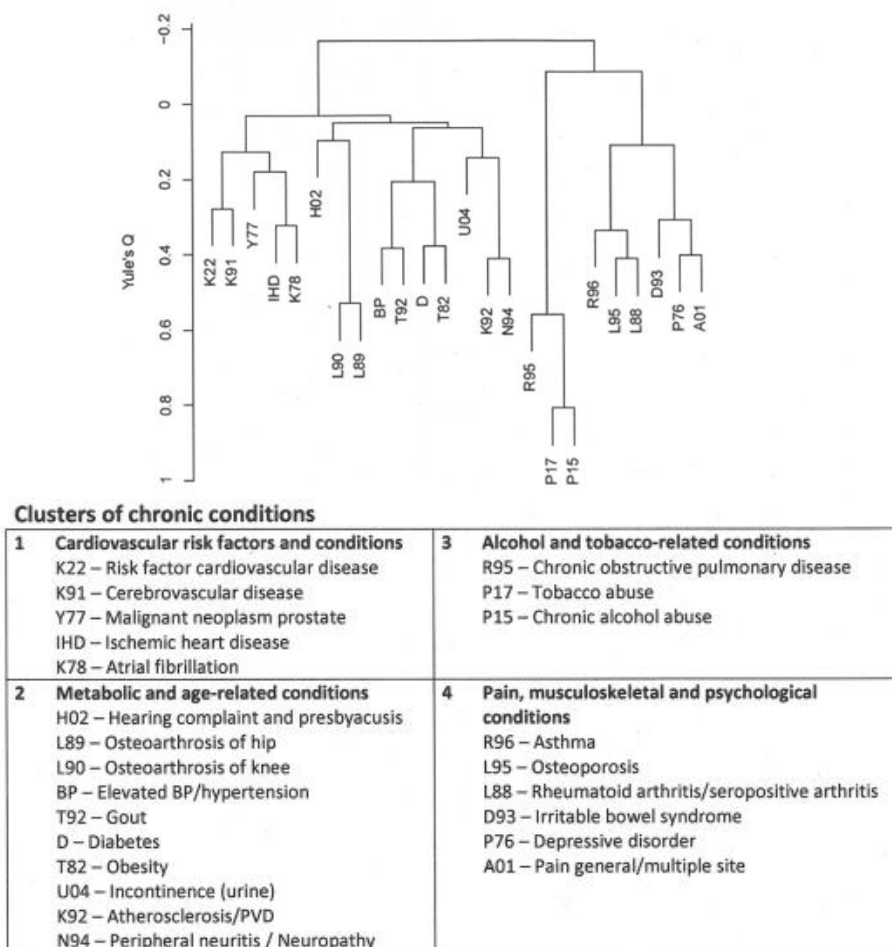 -0.2
0
0.2
0.4
0.6
0.8
1
Yule's Q
K22
K91
Y77
IHD
K78
H02
L90
L89
BP
T92
D
T82
U04
K92
N94
R95
P17
P15
R96
L95
L88
D93
P76
A01
Clusters of chronic conditions
1 Cardiovascular risk factors and conditions
K22 – Risk factor cardiovascular disease
K91 – Cerebrovascular disease
Y77 – Malignant neoplasm prostate
IHD – Ischemic heart disease
K78 – Atrial fibrillation
3 Alcohol and tobacco-related conditions
R95 – Chronic obstructive pulmonary disease
P17 – Tobacco abuse
P15 – Chronic alcohol abuse
2 Metabolic and age-related conditions
H02 – Hearing complaint and presbyacusis
L89 – Osteoarthrosis of hip
L90 – Osteoarthrosis of knee
BP – Elevated BP/hypertension
T92 – Gout
D – Diabetes
T82 – Obesity
U04 – Incontinence (urine)
K92 – Atherosclerosis/PVD
N94 – Peripheral neuritis / Neuropathy
4 Pain, musculoskeletal and psychological
conditions
R96 – Asthma
L95 – Osteoporosis
L88 – Rheumatoid arthritis/seropositive arthritis
D93 – Irritable bowel syndrome
P76 – Depressive disorder
A01 – Pain general/multiple site